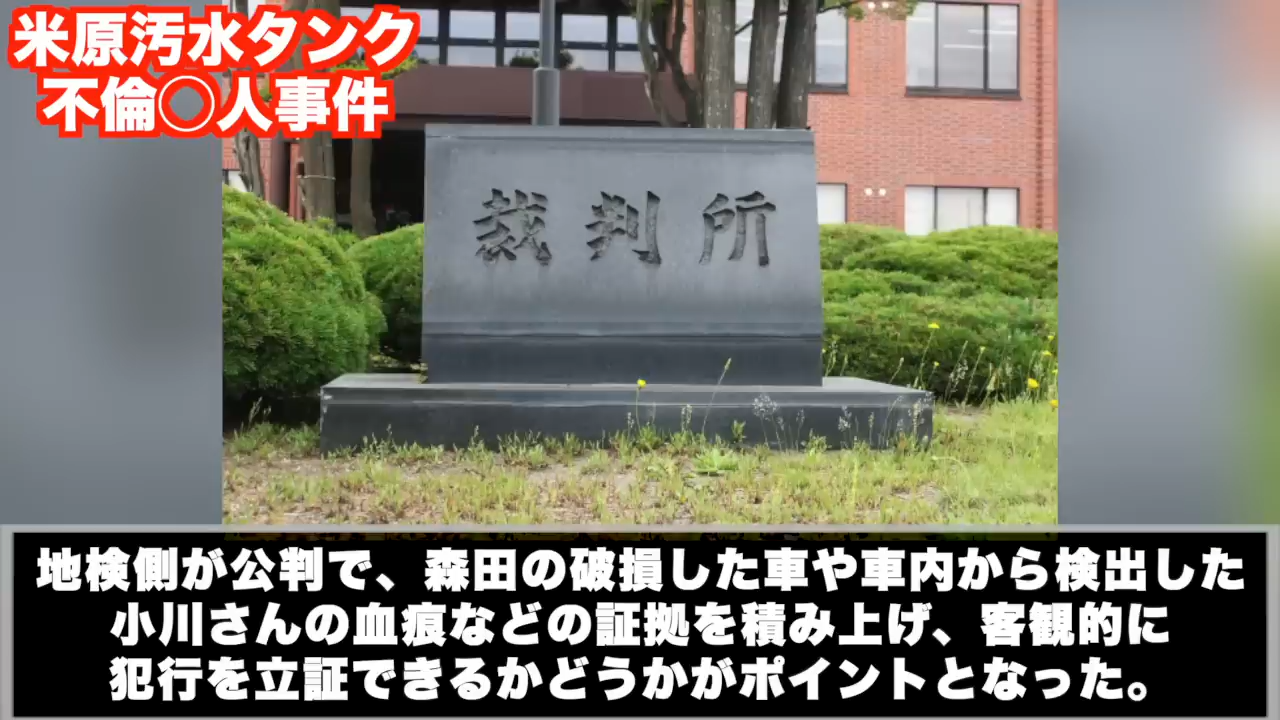 米原汚水タンク
不倫◯人事件
裁判所
地検側が公判で、森田の破損した車や車内から検出した
小川さんの血痕などの証拠を積み上げ、客観的に
犯行を立証できるかどうかがポイントとなった。